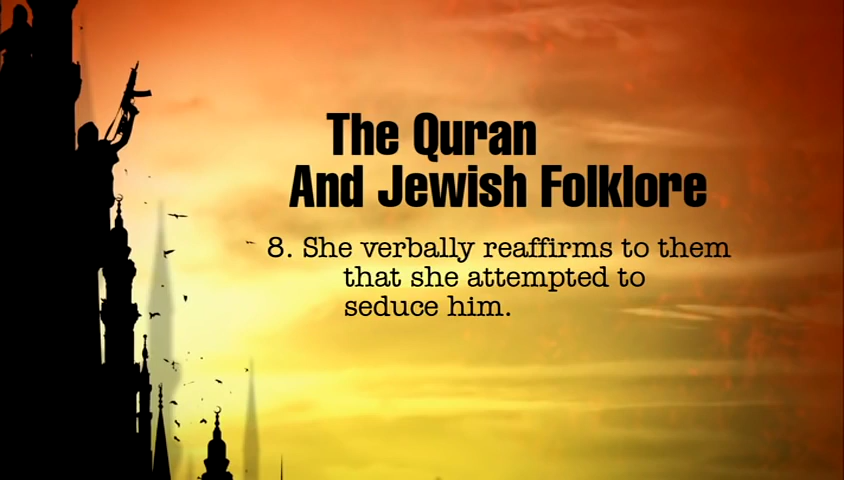 The Quran
And Jewish Folklore
8. She verbally reaffirms to them
that she attempted to
seduce him.